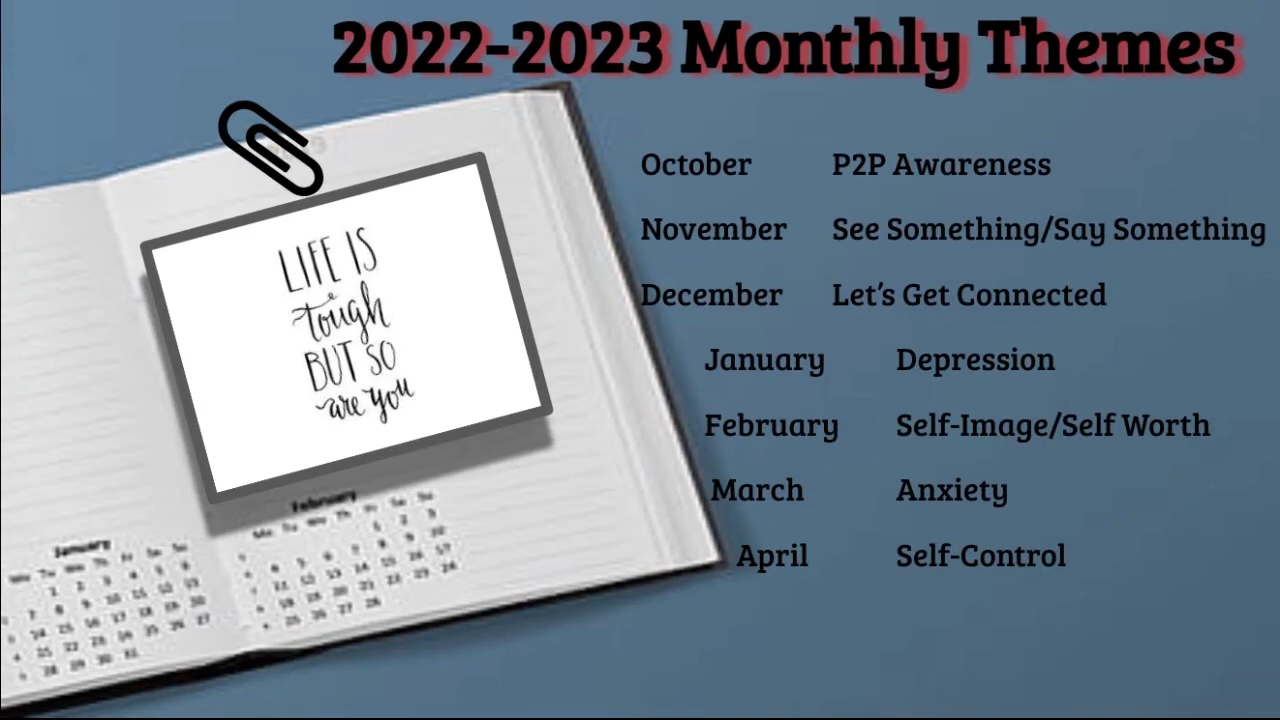 2022-2023 Monthly Themes
October P2P Awareness
November See Something/Say Something
December Let's Get Connected
January Depression
February Self-Image/Self Worth
March Anxiety
April Self-Control
LIFE IS
tough
BUT SO
are you
January
February